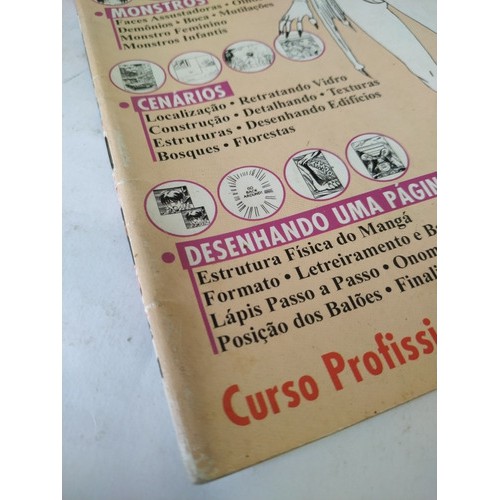 • MONSTROS
Faces Assustadoras •
Demônios • Boca • Mutilações
Monstro Feminino
Monstros Infantis
• CENÁRIOS
Localização • Retratando Vidro
Construção • Detalhando • Texturas
Estruturas • Desenhando Edifícios
Bosques • Florestas
• DESENHANDO UMA PÁGIN
Estrutura Física do Mangá
Formato • Letreiramento e B
Lápis Passo a Passo • Onom
Posição dos Balões • Finali
Curso Profissi